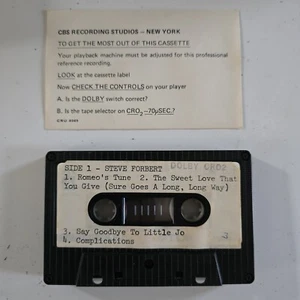 CBS RECORDING STUDIOS – NEW YORK
TO GET THE MOST OUT OF THIS CASSETTE
Your playback machine must be adjusted for this professional
reference recording.
LOOK at the cassette label
Now CHECK THE CONTROLS on your player
A. Is the DOLBY switch correct?
B. Is the tape selector on CRO2 –70µSEC.?
DOLBY CRO2
SIDE 1 - STEVE FORBERT
1. Romeo's Tune 2. The Sweet Love That
You Give (Sure Goes A Long, Long Way)
3. Say Goodbye To Little Jo
4. Complications